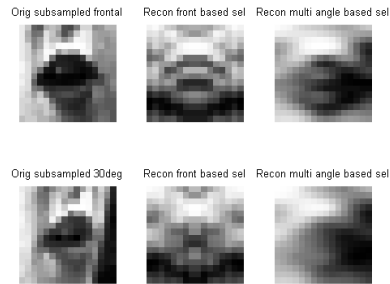 Orig subsampled frontal Recon front based sel Recon multi angle based sel
Orig subsampled 30deg Recon front based sel Recon multi angle based sel